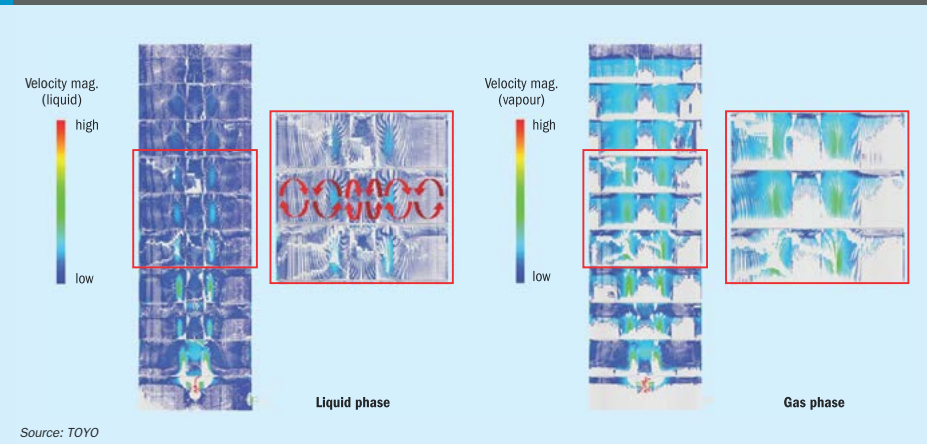 Velocity mag.
(liquid)
high
low
Liquid phase
Velocity mag.
(vapour)
high
low
Gas phase
Source: TOYO